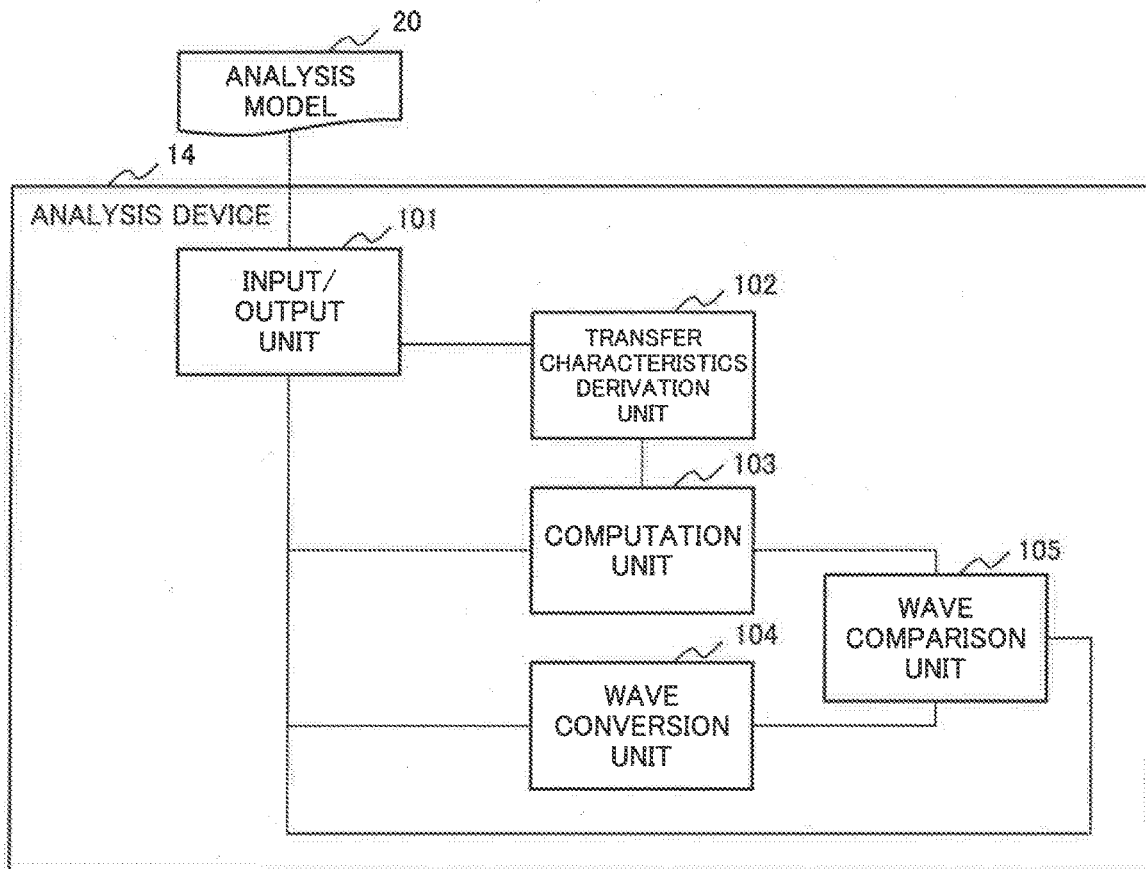 20
ANALYSIS
MODEL
14
ANALYSIS DEVICE
101
INPUT/
OUTPUT
UNIT
102
TRANSFER
CHARACTERISTICS
DERIVATION
UNIT
103
COMPUTATION
UNIT
105
WAVE
COMPARISON
UNIT
104
WAVE
CONVERSION
UNIT